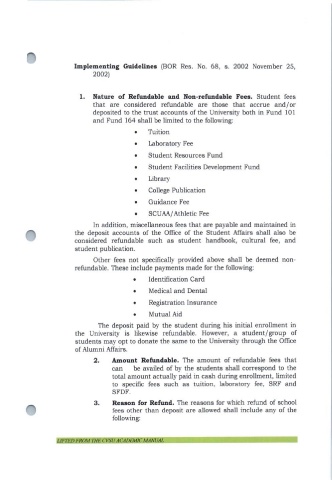 Implementing Guidelines (BOR Res. No. 68, s. 2002 November 25,
2002)
1. Nature of Refundable and Non-refundable Fees. Student fees
that are considered refundable are those that accrue and/or
deposited to the trust accounts of the University both in Fund 101
and Fund 164 shall be limited to the following:
• Tuition
• Laboratory Fee
• Student Resources Fund
• Student Facilities Development Fund
• Library
• College Publication
• Guidance Fee
• SCUAA/Athletic Fee
In addition, miscellaneous fees that are payable and maintained in
the deposit accounts of the Office of the Student Affairs shall also be
considered refundable such as student handbook, cultural fee, and
student publication.
Other fees not specifically provided above shall be deemed non-
refundable. These include payments made for the following:
• Identification Card
• Medical and Dental
• Registration Insurance
• Mutual Aid
The deposit paid by the student during his initial enrollment in
the University is likewise refundable. However, a student/group of
students may opt to donate the same to the University through the Office
of Alumni Affairs.
2. Amount Refundable. The amount of refundable fees that
can be availed of by the students shall correspond to the
total amount actually paid in cash during enrollment, limited
to specific fees such as tuition, laboratory fee, SRF and
SFDF.
3. Reason for Refund. The reasons for which refund of school
fees other than deposit are allowed shall include any of the
following:
LIFTED FROM THE CVSU ACADEMIC MANUAL